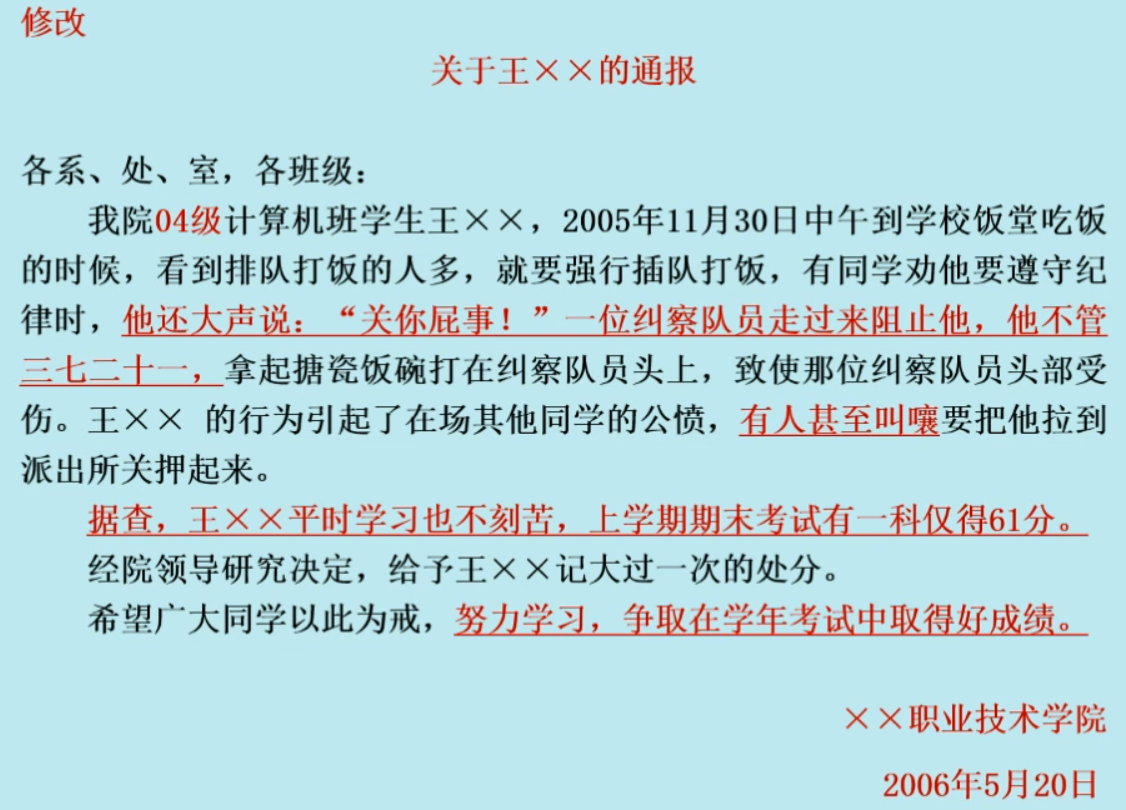 修改
关于王××的通报
各系、处、室，各班级：
我院04级计算机班学生王××，2005年11月30日中午到学校饭堂吃饭
的时候，看到排队打饭的人多，就要强行插队打饭，有同学劝他要遵守纪
律时，他还大声说：“关你屁事！”一位纠察队员走过来阻止他，他不管
三七二十一，拿起搪瓷饭碗打在纠察队员头上，致使那位纠察队员头部受
伤。王×× 的行为引起了在场其他同学的公愤，有人甚至叫嚷要把他拉到
派出所关押起来。
据查，王××平时学习也不刻苦，上学期期末考试有一科仅得61分。
经院领导研究决定，给予王××记大过一次的处分。
希望广大同学以此为戒，努力学习，争取在学年考试中取得好成绩。
××职业技术学院
2006年5月20日